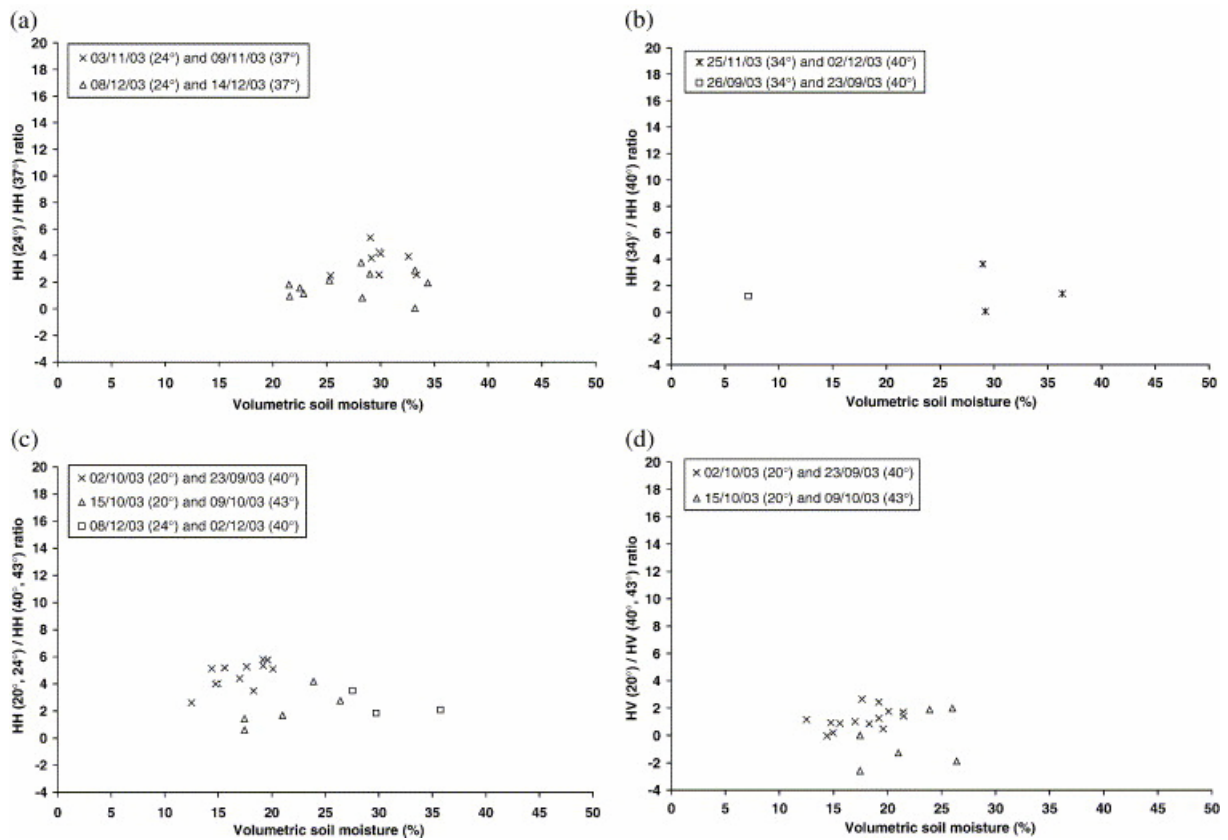 (a)
20
18
16
14
12
10
8
6
4
2
0
-2
-4
HH (24°) / HH (37°) ratio
× 03/11/03 (24°) and 09/11/03 (37°)
△ 08/12/03 (24°) and 14/12/03 (37°)
0 5 10 15 20 25 30 35 40 45 50
Volumetric soil moisture (%)
(b)
20
18
16
14
12
10
8
6
4
2
0
-2
-4
HH (34)° / HH (40°) ratio
25/11/03 (34°) and 02/12/03 (40°)
□ 26/09/03 (34°) and 23/09/03 (40°)
0 5 10 15 20 25 30 35 40 45 50
Volumetric soil moisture (%)
(c)
20
18
16
14
12
10
8
6
4
2
0
-2
-4
HH (20°, 24°) / HH (40°, 43°) ratio
× 02/10/03 (20°) and 23/09/03 (40°)
△ 15/10/03 (20°) and 09/10/03 (43°)
□ 08/12/03 (24°) and 02/12/03 (40°)
0 5 10 15 20 25 30 35 40 45 50
Volumetric soil moisture (%)
(d)
20
18
16
14
12
10
8
6
4
2
0
-2
-4
HV (20°) / HV (40°, 43°) ratio
× 02/10/03 (20°) and 23/09/03 (40°)
△ 15/10/03 (20°) and 09/10/03 (43°)
0 5 10 15 20 25 30 35 40 45 50
Volumetric soil moisture (%)